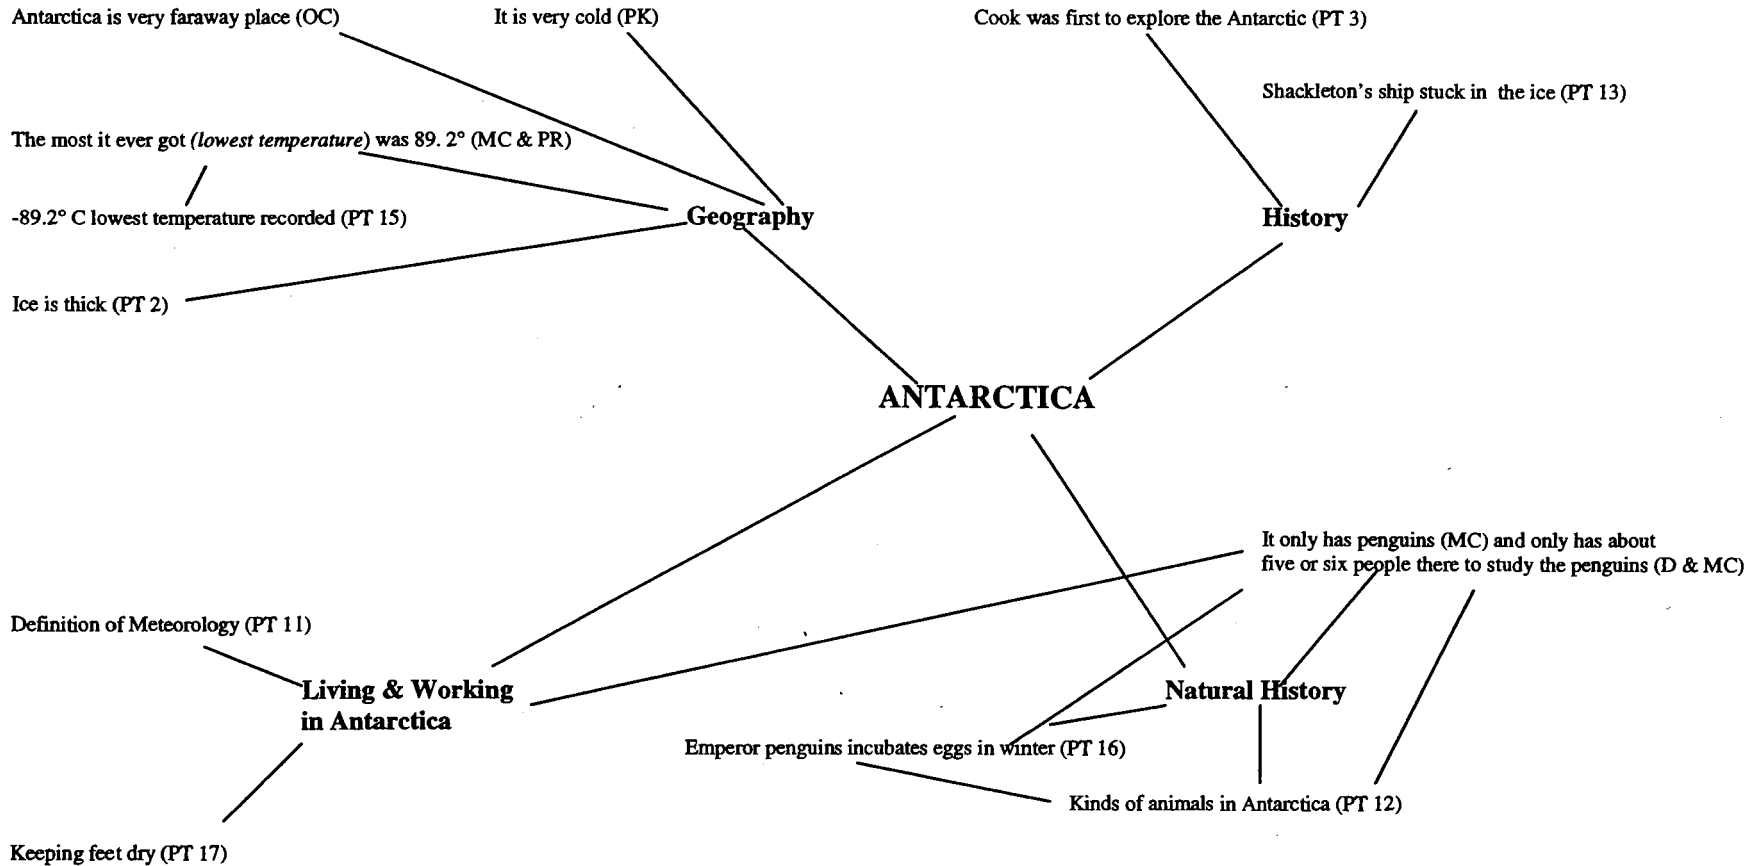 Antarctica is very faraway place (OC)
It is very cold (PK)
Cook was first to explore the Antarctic (PT 3)
Shackleton's ship stuck in the ice (PT 13)
The most it ever got (lowest temperature) was 89. 2° (MC & PR)
-89.2° C lowest temperature recorded (PT 15)
Geography
History
Ice is thick (PT 2)
ANTARCTICA
It only has penguins (MC) and only has about
five or six people there to study the penguins (D & MC)
Definition of Meteorology (PT 11)
Living & Working
in Antarctica
Natural History
Emperor penguins incubates eggs in winter (PT 16)
Kinds of animals in Antarctica (PT 12)
Keeping feet dry (PT 17)